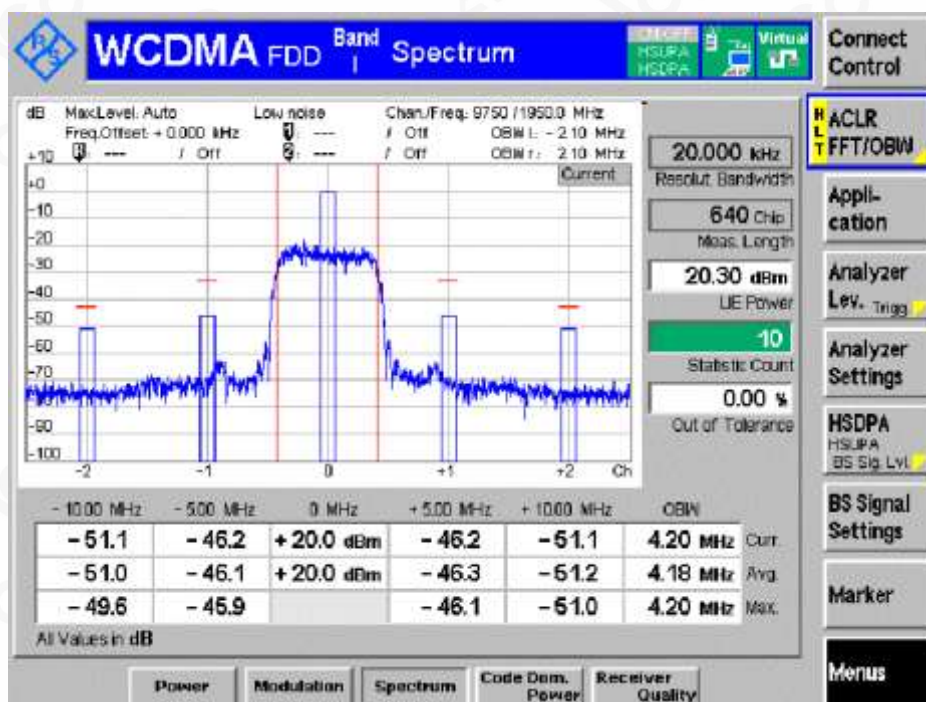 WCDMA FDD Band I Spectrum
HSUPA
HSDPA
Virtual
Connect Control
dB Max.Level: Auto Low noise Chan./Freq.: 9750 / 1950.0 MHz
Freq.Offset: + 0.000 kHz --- / Off OBW l: - 2.10 MHz
--- / Off --- / Off OBW r: 2.10 MHz
Current
+10
+0
-10
-20
-30
-40
-50
-60
-70
-90
-100
-2 -1 0 +1 +2 Ch
20.000 kHz
Resolut. Bandwidth
640 Chip
Meas. Length
20.30 dBm
UE Power
10
Statistic Count
0.00 %
Out of Tolerance
- 10.00 MHz - 5.00 MHz 0 MHz + 5.00 MHz + 10.00 MHz OBW
- 51.1 - 46.2 + 20.0 dBm - 46.2 - 51.1 4.20 MHz Curr.
- 51.0 - 46.1 + 20.0 dBm - 46.3 - 51.2 4.18 MHz Avg.
- 49.6 - 45.9 - 46.1 - 51.0 4.20 MHz Max.
All Values in dB
HLT
ACLR
FFT/OBW
Appli-
cation
Analyzer
Lev. Trigg
Analyzer
Settings
HSDPA
HSUPA
BS Sig. Lvl.
BS Signal
Settings
Marker
Menus
Power Modulation Spectrum Code Dom. Power Receiver Quality